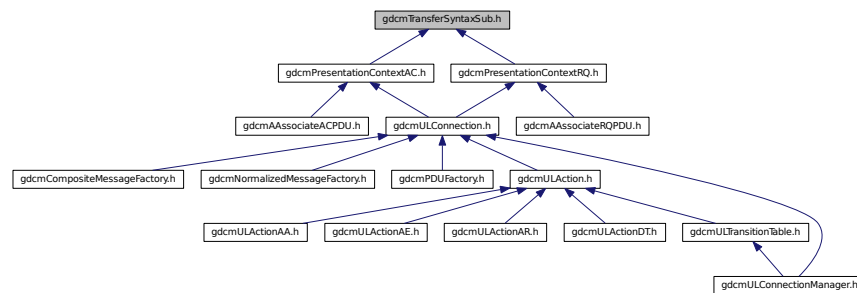 gdcmTransferSyntaxSub.h
gdcmPresentationContextAC.h
gdcmPresentationContextRQ.h
gdcmAAssociateACPDU.h
gdcmULConnection.h
gdcmAAssociateRQPDU.h
gdcmCompositeMessageFactory.h
gdcmNormalizedMessageFactory.h
gdcmPDUFactory.h
gdcmULAction.h
gdcmULActionAA.h
gdcmULActionAE.h
gdcmULActionAR.h
gdcmULActionDT.h
gdcmULTransitionTable.h
gdcmULConnectionManager.h